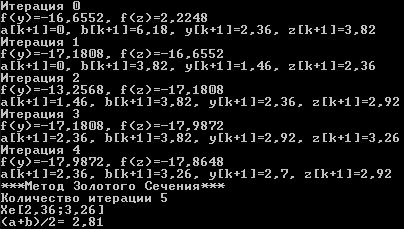 Итерация 0
f(y)=-16,6552, f(z)=2,2248
a[k+1]=0, b[k+1]=6,18, y[k+1]=2,36, z[k+1]=3,82
Итерация 1
f(y)=-17,1808, f(z)=-16,6552
a[k+1]=0, b[k+1]=3,82, y[k+1]=1,46, z[k+1]=2,36
Итерация 2
f(y)=-13,2568, f(z)=-17,1808
a[k+1]=1,46, b[k+1]=3,82, y[k+1]=2,36, z[k+1]=2,92
Итерация 3
f(y)=-17,1808, f(z)=-17,9872
a[k+1]=2,36, b[k+1]=3,82, y[k+1]=2,92, z[k+1]=3,26
Итерация 4
f(y)=-17,9872, f(z)=-17,8648
a[k+1]=2,36, b[k+1]=3,26, y[k+1]=2,7, z[k+1]=2,92
***Метод Золотого Сечения***
Количество итерации 5
Xe[2,36;3,26]
(a+b)/2= 2,81